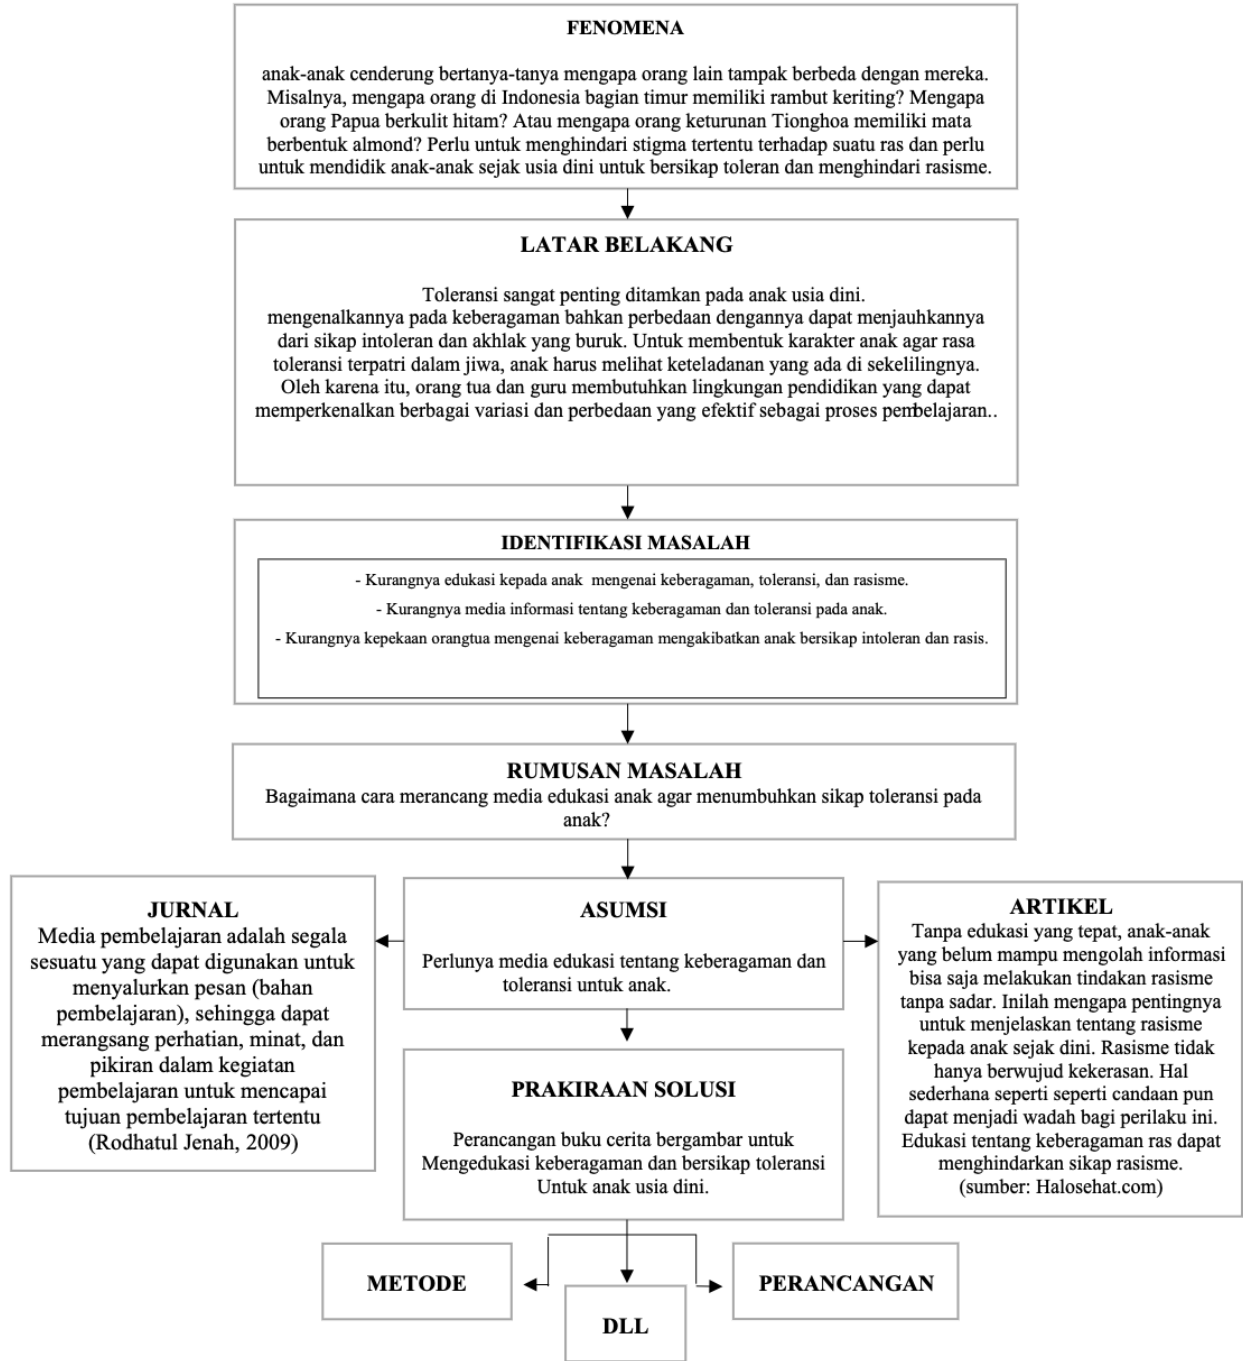 FENOMENA
anak-anak cenderung bertanya-tanya mengapa orang lain tampak berbeda dengan mereka.
Misalnya, mengapa orang di Indonesia bagian timur memiliki rambut keriting? Mengapa
orang Papua berkulit hitam? Atau mengapa orang keturunan Tionghoa memiliki mata
berbentuk almond? Perlu untuk menghindari stigma tertentu terhadap suatu ras dan perlu
untuk mendidik anak-anak sejak usia dini untuk bersikap toleran dan menghindari rasisme.
LATAR BELAKANG
Toleransi sangat penting ditamkan pada anak usia dini.
mengenalkannya pada keberagaman bahkan perbedaan dengannya dapat menjauhkannya
dari sikap intoleran dan akhlak yang buruk. Untuk membentuk karakter anak agar rasa
toleransi terpatri dalam jiwa, anak harus melihat keteladanan yang ada di sekelilingnya.
Oleh karena itu, orang tua dan guru membutuhkan lingkungan pendidikan yang dapat
memperkenalkan berbagai variasi dan perbedaan yang efektif sebagai proses pembelajaran..
IDENTIFIKASI MASALAH
- Kurangnya edukasi kepada anak  mengenai keberagaman, toleransi, dan rasisme.
- Kurangnya media informasi tentang keberagaman dan toleransi pada anak.
- Kurangnya kepekaan orangtua mengenai keberagaman mengakibatkan anak bersikap intoleran dan rasis.
RUMUSAN MASALAH
Bagaimana cara merancang media edukasi anak agar menumbuhkan sikap toleransi pada
anak?
JURNAL
Media pembelajaran adalah segala
sesuatu yang dapat digunakan untuk
menyalurkan pesan (bahan
pembelajaran), sehingga dapat
merangsang perhatian, minat, dan
pikiran dalam kegiatan
pembelajaran untuk mencapai
tujuan pembelajaran tertentu
(Rodhatul Jenah, 2009)
ASUMSI
Perlunya media edukasi tentang keberagaman dan
toleransi untuk anak.
ARTIKEL
Tanpa edukasi yang tepat, anak-anak
yang belum mampu mengolah informasi
bisa saja melakukan tindakan rasisme
tanpa sadar. Inilah mengapa pentingnya
untuk menjelaskan tentang rasisme
kepada anak sejak dini. Rasisme tidak
hanya berwujud kekerasan. Hal
sederhana seperti seperti candaan pun
dapat menjadi wadah bagi perilaku ini.
Edukasi tentang keberagaman ras dapat
menghindarkan sikap rasisme.
(sumber: Halosehat.com)
PRAKIRAAN SOLUSI
Perancangan buku cerita bergambar untuk
Mengedukasi keberagaman dan bersikap toleransi
Untuk anak usia dini.
METODE
DLL
PERANCANGAN